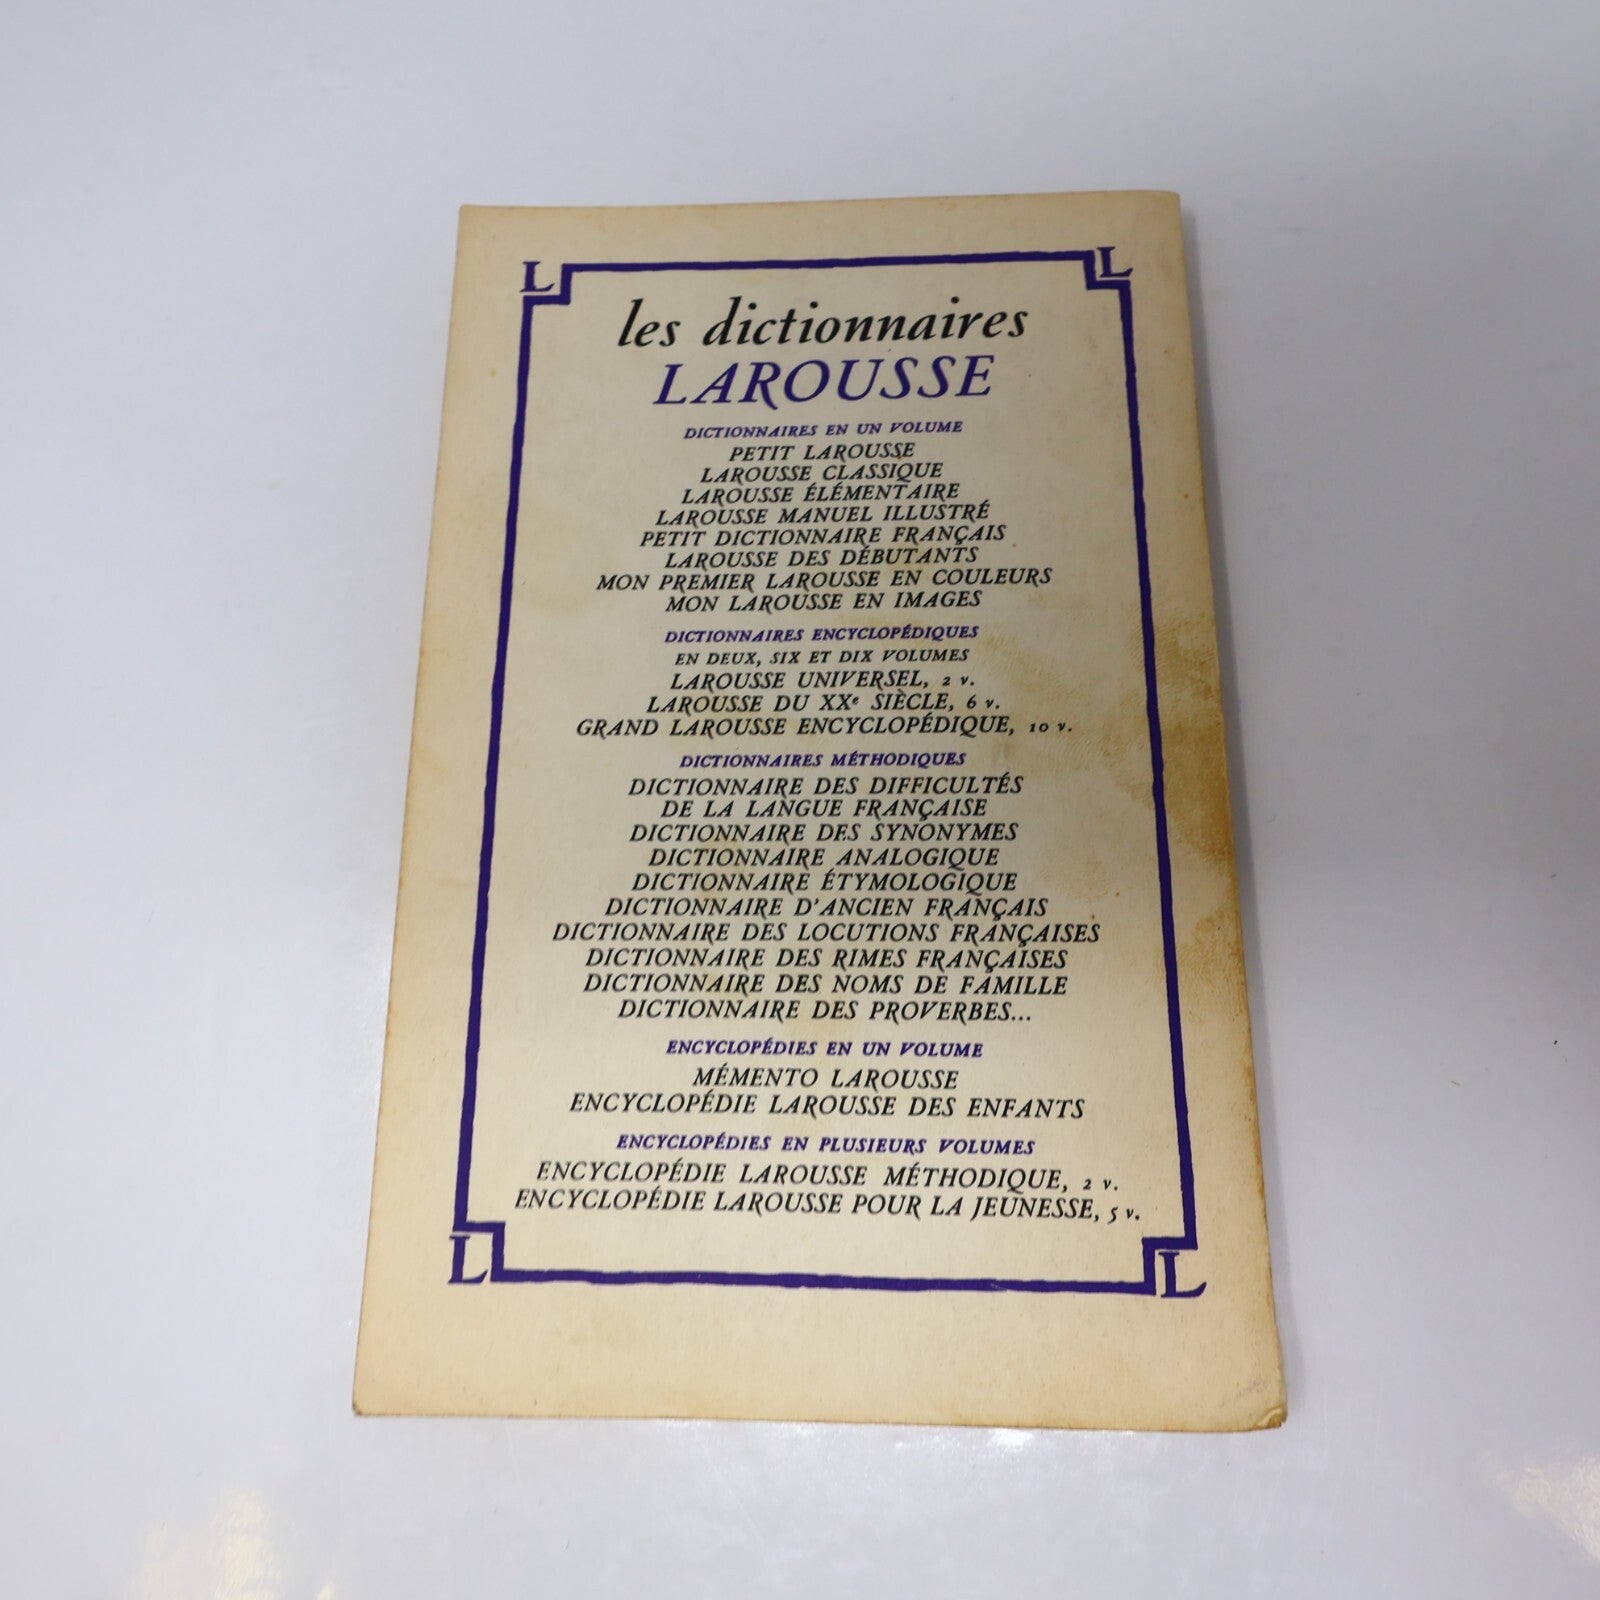 L L
les dictionnaires
LAROUSSE
DICTIONNAIRES EN UN VOLUME
PETIT LAROUSSE
LAROUSSE CLASSIQUE
LAROUSSE ÉLÉMENTAIRE
LAROUSSE MANUEL ILLUSTRÉ
PETIT DICTIONNAIRE FRANÇAIS
LAROUSSE DES DÉBUTANTS
MON PREMIER LAROUSSE EN COULEURS
MON LAROUSSE EN IMAGES
DICTIONNAIRES ENCYCLOPÉDIQUES
EN DEUX, SIX ET DIX VOLUMES
LAROUSSE UNIVERSEL, 2 v.
LAROUSSE DU XXe SIÈCLE, 6 v.
GRAND LAROUSSE ENCYCLOPÉDIQUE, 10 v.
DICTIONNAIRES MÉTHODIQUES
DICTIONNAIRE DES DIFFICULTÉS
DE LA LANGUE FRANÇAISE
DICTIONNAIRE DES SYNONYMES
DICTIONNAIRE ANALOGIQUE
DICTIONNAIRE ÉTYMOLOGIQUE
DICTIONNAIRE D'ANCIEN FRANÇAIS
DICTIONNAIRE DES LOCUTIONS FRANÇAISES
DICTIONNAIRE DES RIMES FRANÇAISES
DICTIONNAIRE DES NOMS DE FAMILLE
DICTIONNAIRE DES PROVERBES...
ENCYCLOPÉDIES EN UN VOLUME
MÉMENTO LAROUSSE
ENCYCLOPÉDIE LAROUSSE DES ENFANTS
ENCYCLOPÉDIES EN PLUSIEURS VOLUMES
ENCYCLOPÉDIE LAROUSSE MÉTHODIQUE, 2 v.
ENCYCLOPÉDIE LAROUSSE POUR LA JEUNESSE, 5 v.
L L